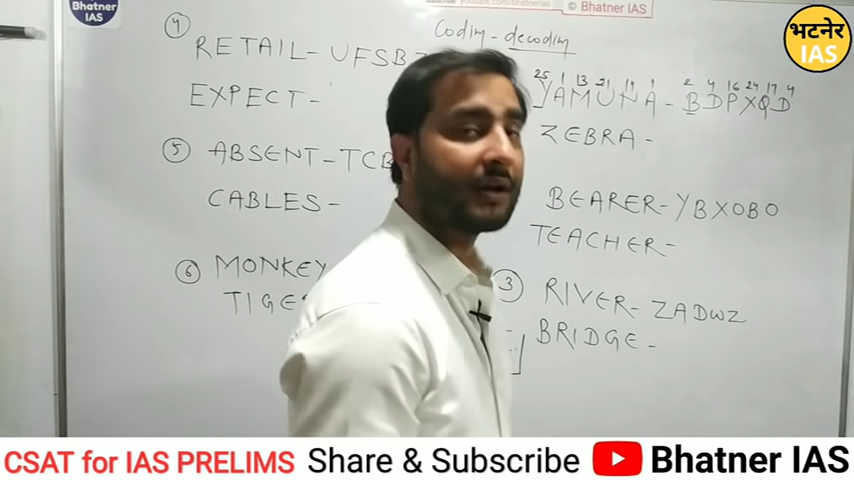 Bhatner
IAS
© Bhatner IAS
भटनेर
IAS
Coding - decoding
④
RETAIL - UFSB
EXPECT -
⑤ ABSENT - TCB
CABLES -
⑥ MONKEY
TIGE
25 1 13 21 14 1 2 4 16 24 17 4
YAMUNA - BDPXQD
ZEBRA -
BEARER - YBXOBO
TEACHER -
③ RIVER - ZADWZ
BRIDGE -
CSAT for IAS PRELIMS Share & Subscribe Bhatner IAS